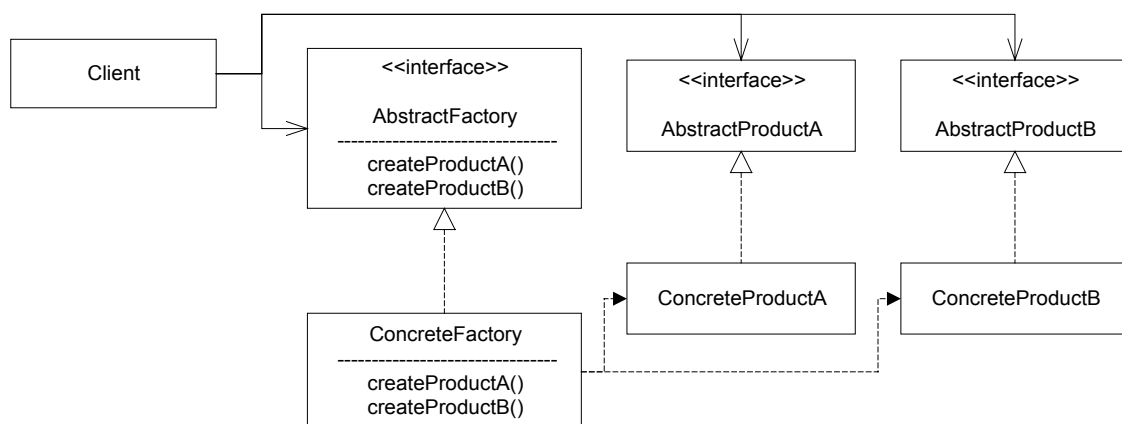 Client
<<interface>>
AbstractFactory
------------------------------
createProductA()
createProductB()
<<interface>>
AbstractProductA
<<interface>>
AbstractProductB
ConcreteProductA
ConcreteProductB
ConcreteFactory
------------------------------
createProductA()
createProductB()